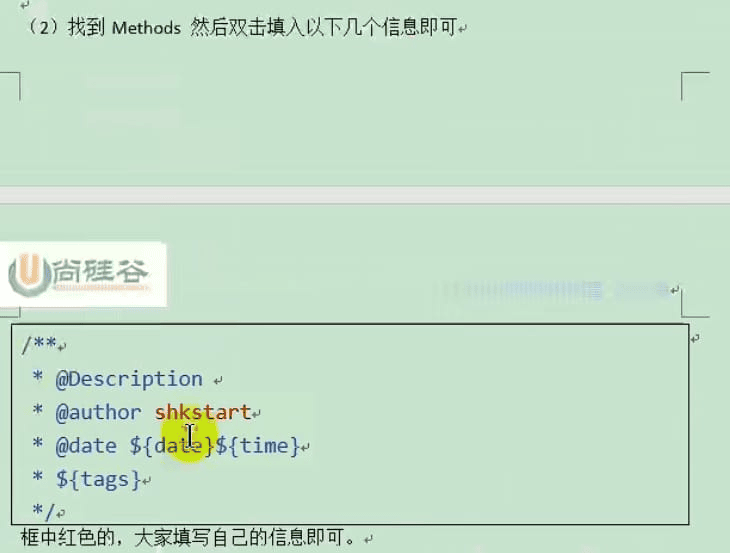 （2）找到 Methods 然后双击填入以下几个信息即可
尚硅谷
/**
* @Description
* @author shkstart
* @date ${date}${time}
* ${tags}
*/
框中红色的，大家填写自己的信息即可。